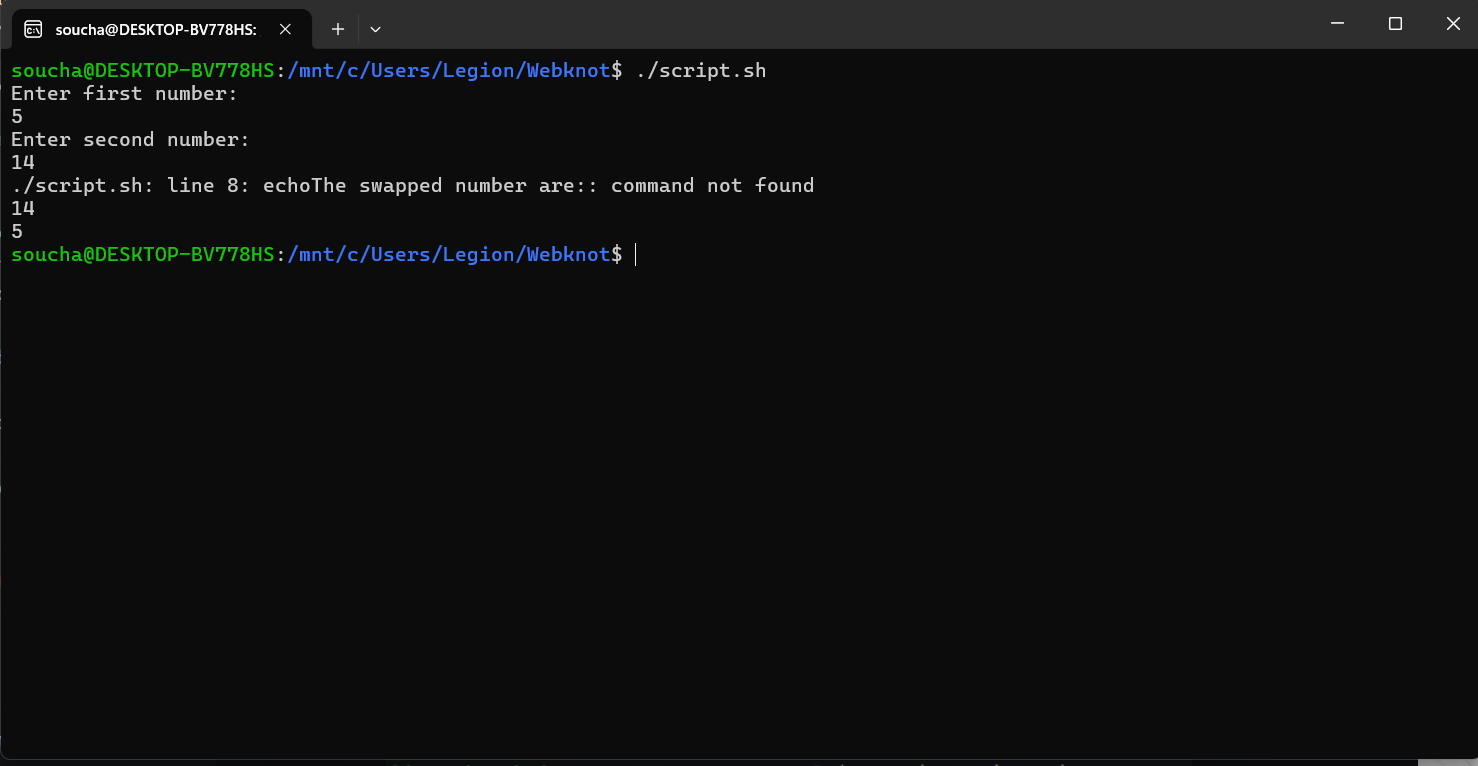 soucha@DESKTOP-BV778HS:
soucha@DESKTOP-BV778HS:/mnt/c/Users/Legion/Webknot$ ./script.sh
Enter first number:
5
Enter second number:
14
./script.sh: line 8: echoThe swapped number are:: command not found
14
5
soucha@DESKTOP-BV778HS:/mnt/c/Users/Legion/Webknot$